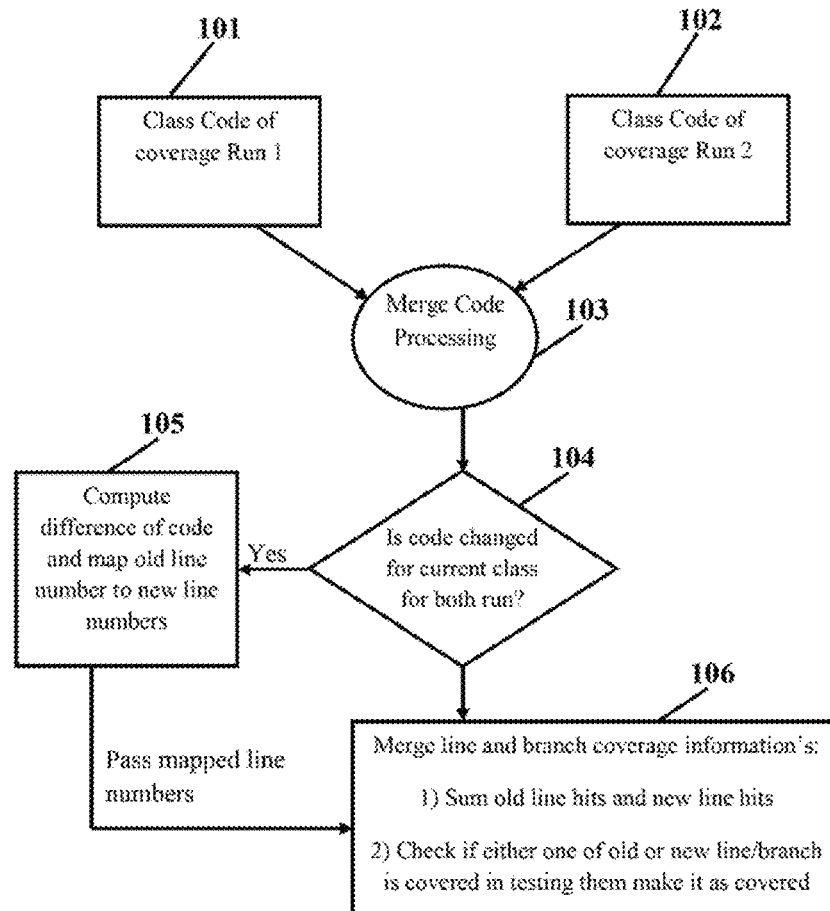 101
102
Class Code of
coverage Run 1
Class Code of
coverage Run 2
Merge Code
Processing
103
105
104
Compute
difference of code
and map old line
number to new line
numbers
Yes
Is code changed
for current class
for both run?
106
Pass mapped line
numbers
Merge line and branch coverage information's:
1) Sum old line hits and new line hits
2) Check if either one of old or new line/branch
is covered in testing them make it as covered